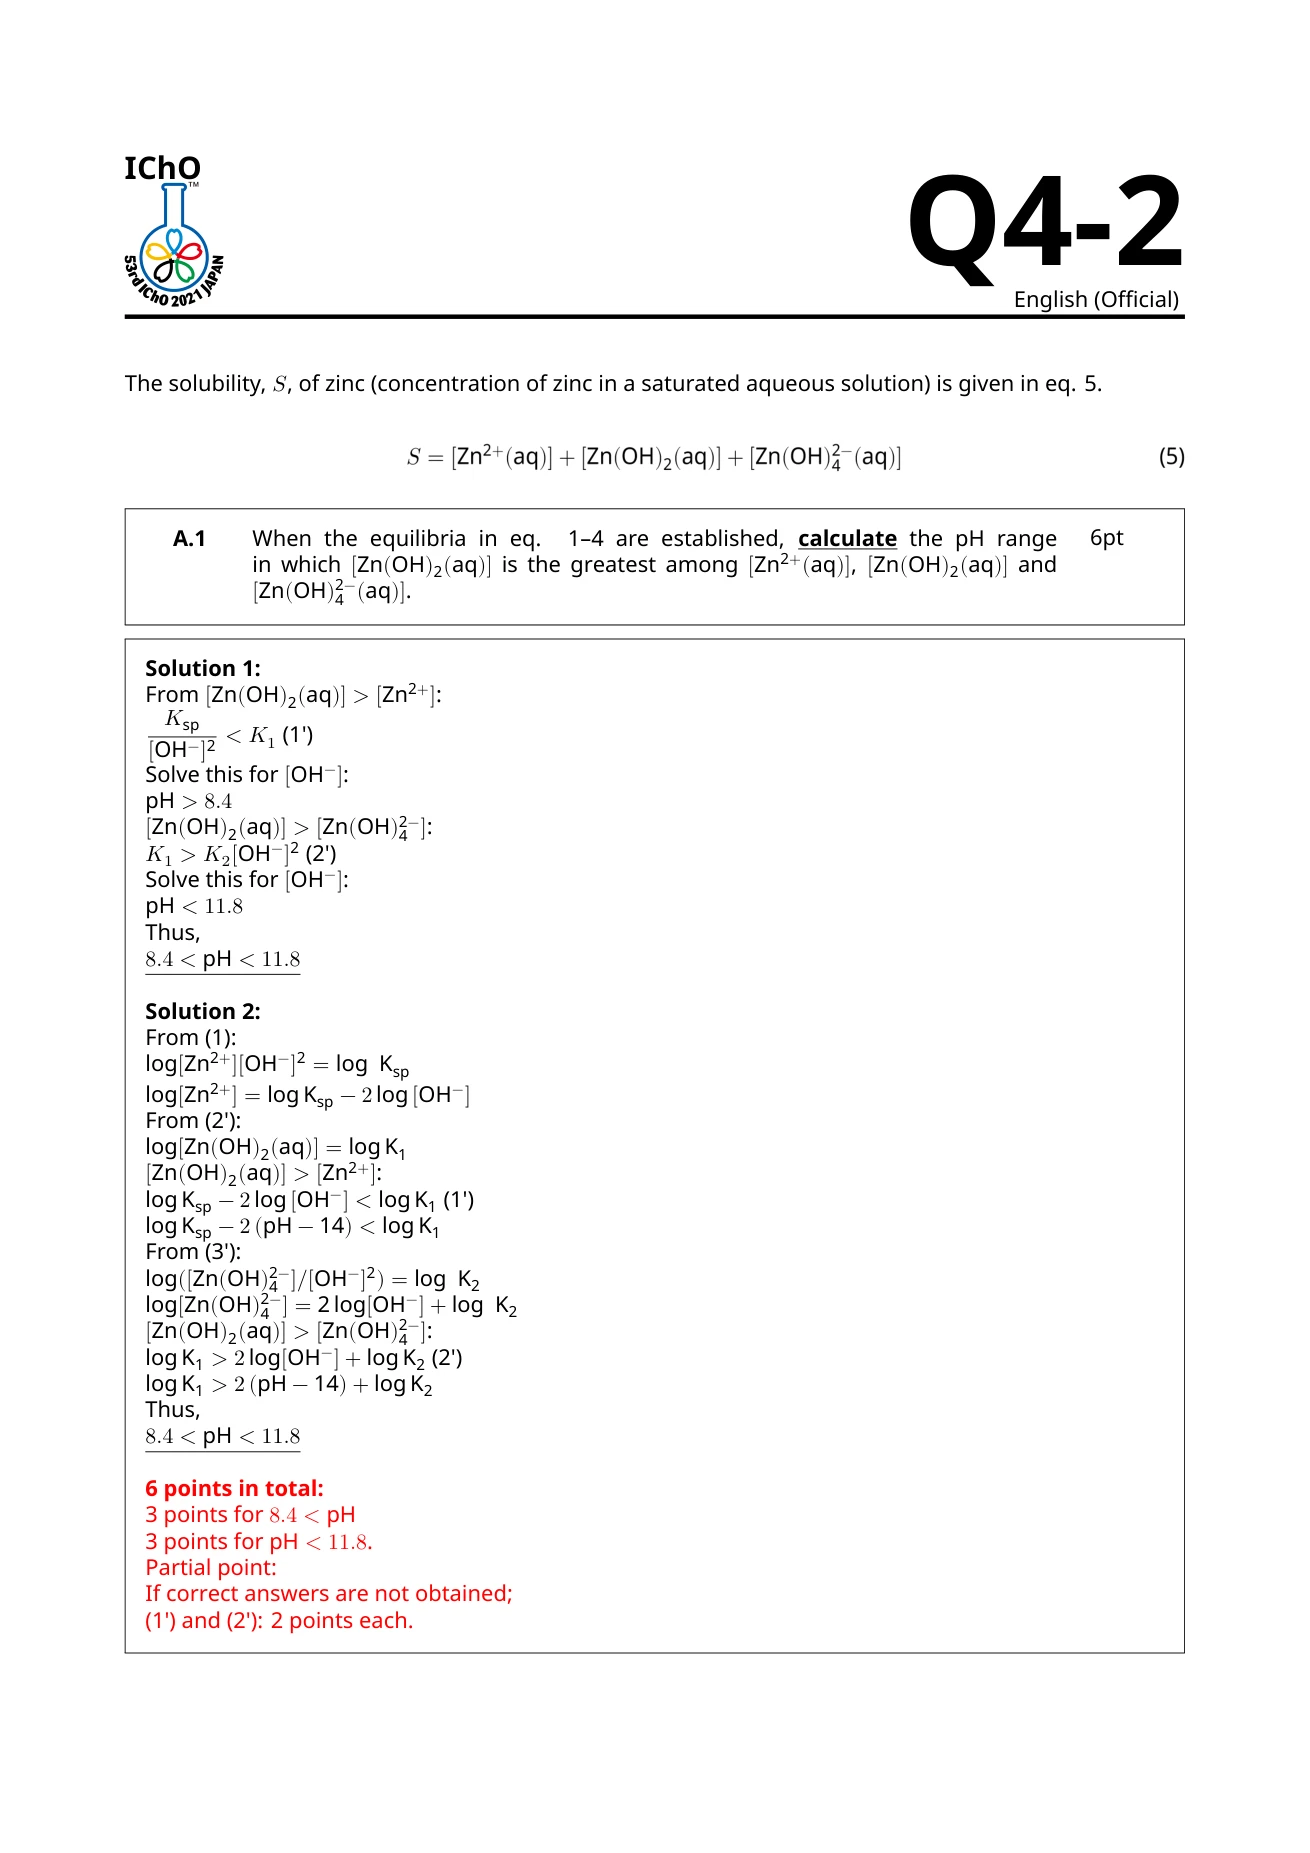 IChO
TM
53rd IChO 2021 JAPAN
Q4-2
English (Official)
The solubility, S, of zinc (concentration of zinc in a saturated aqueous solution) is given in eq. 5.
S = [Zn²⁺(aq)] + [Zn(OH)₂(aq)] + [Zn(OH)₄²⁻(aq)] (5)
A.1 When the equilibria in eq. 1–4 are established, calculate the pH range 6pt
in which [Zn(OH)₂(aq)] is the greatest among [Zn²⁺(aq)], [Zn(OH)₂(aq)] and
[Zn(OH)₄²⁻(aq)].
Solution 1:
From [Zn(OH)₂(aq)] > [Zn²⁺]:
Ksp / [OH⁻]² < K₁ (1')
Solve this for [OH⁻]:
pH > 8.4
[Zn(OH)₂(aq)] > [Zn(OH)₄²⁻]:
K₁ > K₂[OH⁻]² (2')
Solve this for [OH⁻]:
pH < 11.8
Thus,
8.4 < pH < 11.8
Solution 2:
From (1):
log[Zn²⁺][OH⁻]² = log Ksp
log[Zn²⁺] = log Ksp − 2 log [OH⁻]
From (2'):
log[Zn(OH)₂(aq)] = log K₁
[Zn(OH)₂(aq)] > [Zn²⁺]:
log Ksp − 2 log [OH⁻] < log K₁ (1')
log Ksp − 2 (pH − 14) < log K₁
From (3'):
log([Zn(OH)₄²⁻]/[OH⁻]²) = log K₂
log[Zn(OH)₄²⁻] = 2 log[OH⁻] + log K₂
[Zn(OH)₂(aq)] > [Zn(OH)₄²⁻]:
log K₁ > 2 log[OH⁻] + log K₂ (2')
log K₁ > 2 (pH − 14) + log K₂
Thus,
8.4 < pH < 11.8
6 points in total:
3 points for 8.4 < pH
3 points for pH < 11.8.
Partial point:
If correct answers are not obtained;
(1') and (2'): 2 points each.